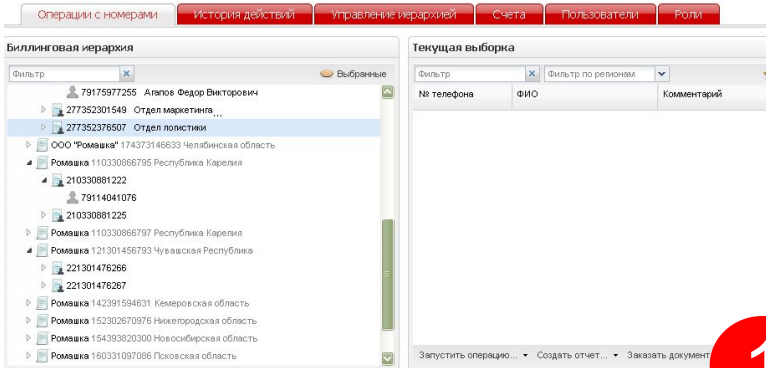 Операции с номерами История действий Управление иерархией Счета Пользователи Роли
Биллинговая иерархия
Фильтр Выбранные
79175977255 Агапов Федор Викторович
277352301549 Отдел маркетинга
277352376507 Отдел логистики
ООО "Ромашка" 174373146633 Челябинская область
Ромашка 110330866795 Республика Карелия
210330881222
79114041076
210330881225
Ромашка 110330866797 Республика Карелия
Ромашка 121301456793 Чувашская Республика
221301476266
221301476267
Ромашка 142391594631 Кемеровская область
Ромашка 152302670976 Нижегородская область
Ромашка 154393820300 Новосибирская область
Ромашка 160331097086 Псковская область
Текущая выборка
Фильтр Фильтр по регионам
№ телефона ФИО Комментарий
Запустить операцию... Создать отчет... Заказать документ
1